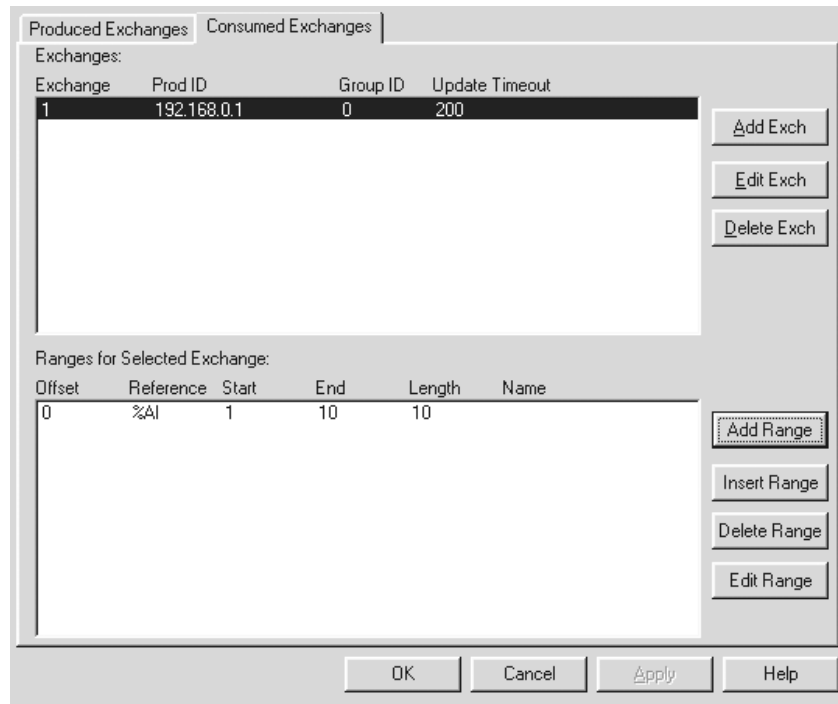 Produced Exchanges Consumed Exchanges
Exchanges:
Exchange Prod ID Group ID Update Timeout
1 192.168.0.1 0 200
Add Exch
Edit Exch
Delete Exch
Ranges for Selected Exchange:
Offset Reference Start End Length Name
0 %AI 1 10 10
Add Range
Insert Range
Delete Range
Edit Range
OK Cancel Apply Help